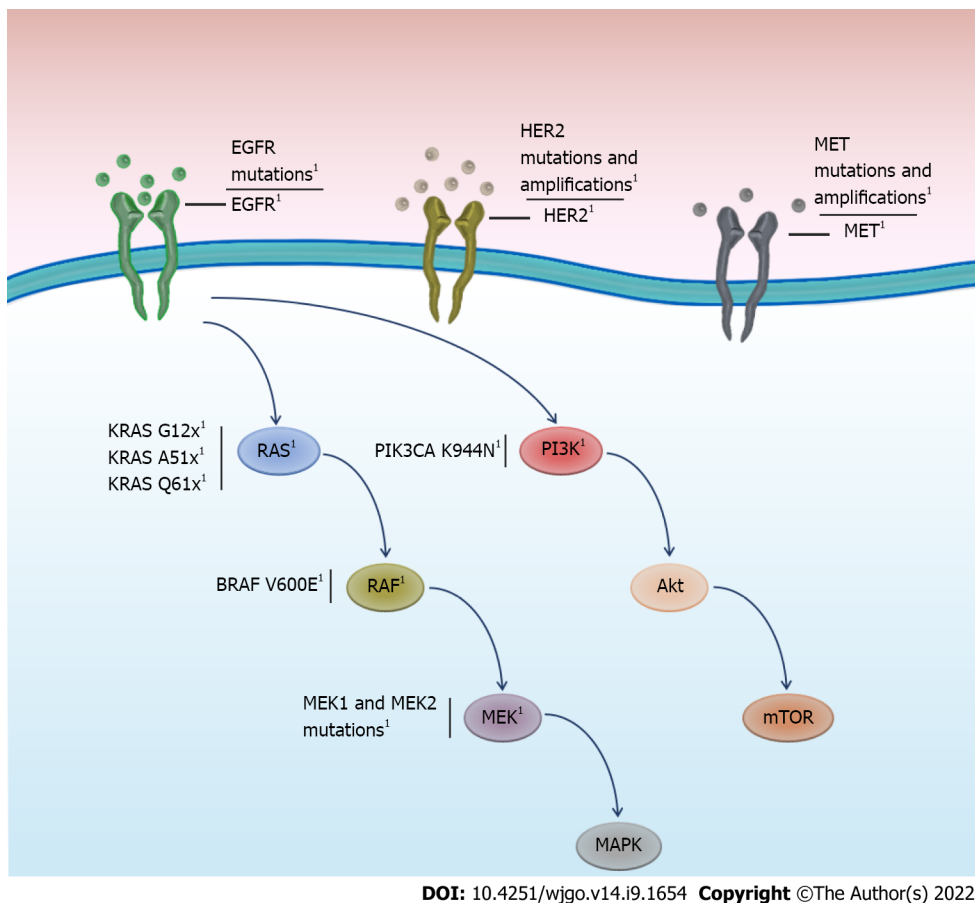 EGFR
mutations¹
EGFR¹
HER2
mutations and
amplifications¹
HER2¹
MET
mutations and
amplifications¹
MET¹
KRAS G12x¹
KRAS A51x¹
KRAS Q61x¹
RAS¹
PIK3CA K944N¹
PI3K¹
BRAF V600E¹
RAF¹
Akt
MEK1 and MEK2
mutations¹
MEK¹
mTOR
MAPK
DOI: 10.4251/wjgo.v14.i9.1654 Copyright ©The Author(s) 2022